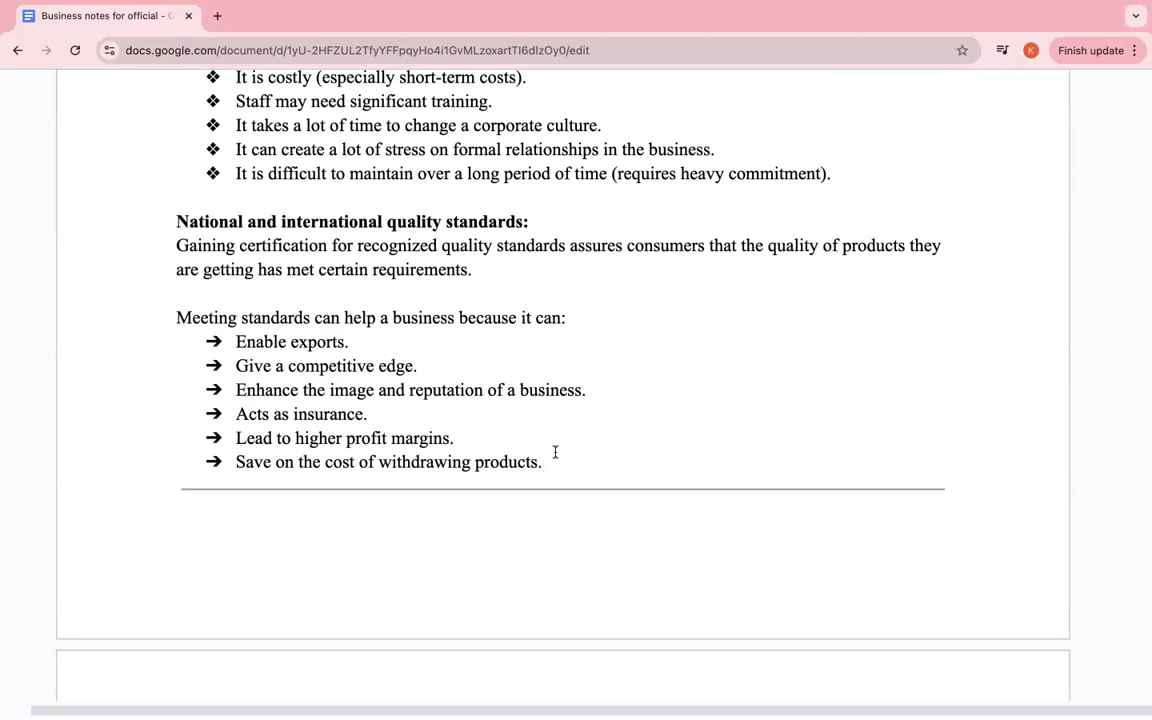 Business notes for official - G
docs.google.com/document/d/1yU-2HFZUL2TfyYFFpqyHo4i1GvMLzoxartTI6dIzOy0/edit
K
Finish update
❖ It is costly (especially short-term costs).
❖ Staff may need significant training.
❖ It takes a lot of time to change a corporate culture.
❖ It can create a lot of stress on formal relationships in the business.
❖ It is difficult to maintain over a long period of time (requires heavy commitment).
National and international quality standards:
Gaining certification for recognized quality standards assures consumers that the quality of products they
are getting has met certain requirements.
Meeting standards can help a business because it can:
➔ Enable exports.
➔ Give a competitive edge.
➔ Enhance the image and reputation of a business.
➔ Acts as insurance.
➔ Lead to higher profit margins.
➔ Save on the cost of withdrawing products.